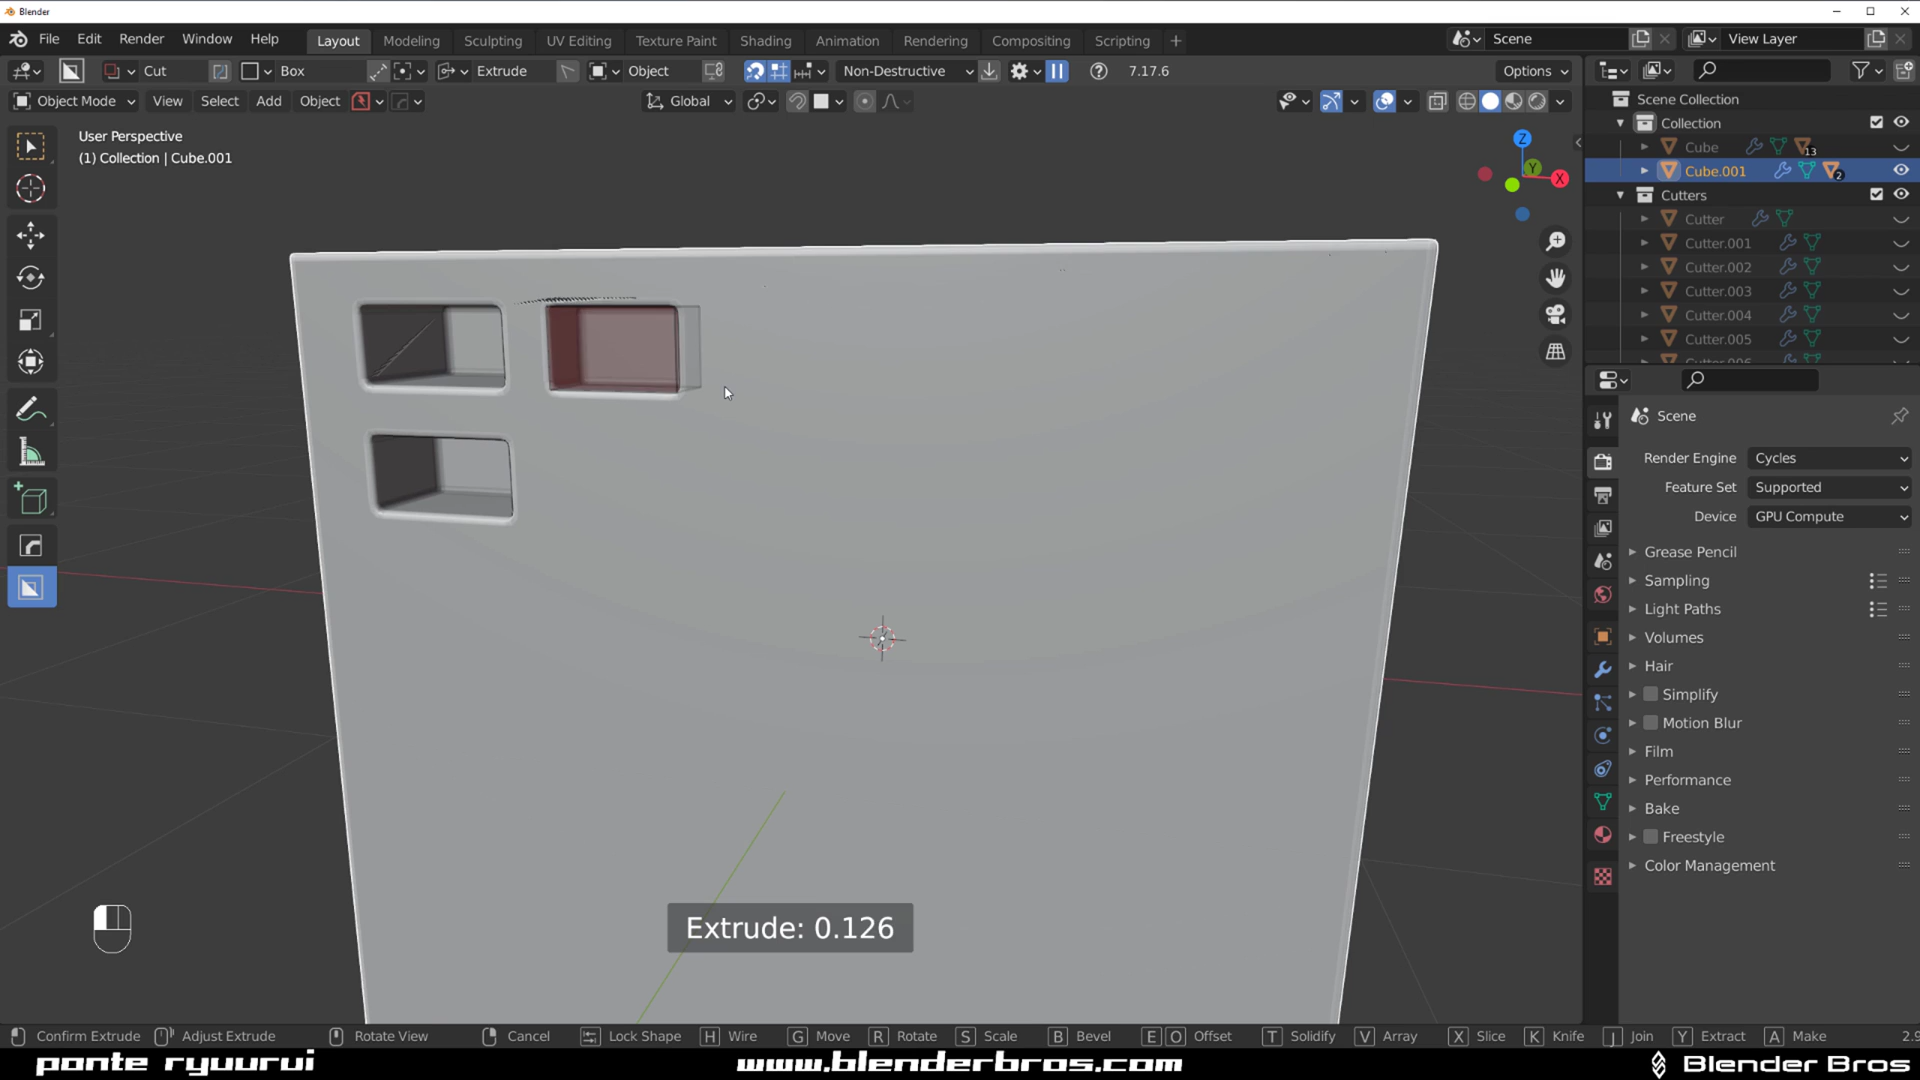 Blender
File Edit Render Window Help Layout Modeling Sculpting UV Editing Texture Paint Shading Animation Rendering Compositing Scripting + Scene View Layer
Cut Box Extrude Object Non-Destructive 7.17.6 Options
Object Mode View Select Add Object Global
User Perspective
(1) Collection | Cube.001
Z
Y
X
Scene Collection
Collection
Cube 13
Cube.001 2
Cutters
Cutter
Cutter.001
Cutter.002
Cutter.003
Cutter.004
Cutter.005
Cutter.006
Scene
Render Engine Cycles
Feature Set Supported
Device GPU Compute
Grease Pencil
Sampling
Light Paths
Volumes
Hair
Simplify
Motion Blur
Film
Performance
Bake
Freestyle
Color Management
Extrude: 0.126
Confirm Extrude Adjust Extrude Rotate View Cancel Lock Shape H Wire G Move R Rotate S Scale B Bevel E O Offset T Solidify V Array X Slice K Knife J Join Y Extract A Make 2.9
ponte ryuurui www.blenderbros.com Blender Bros